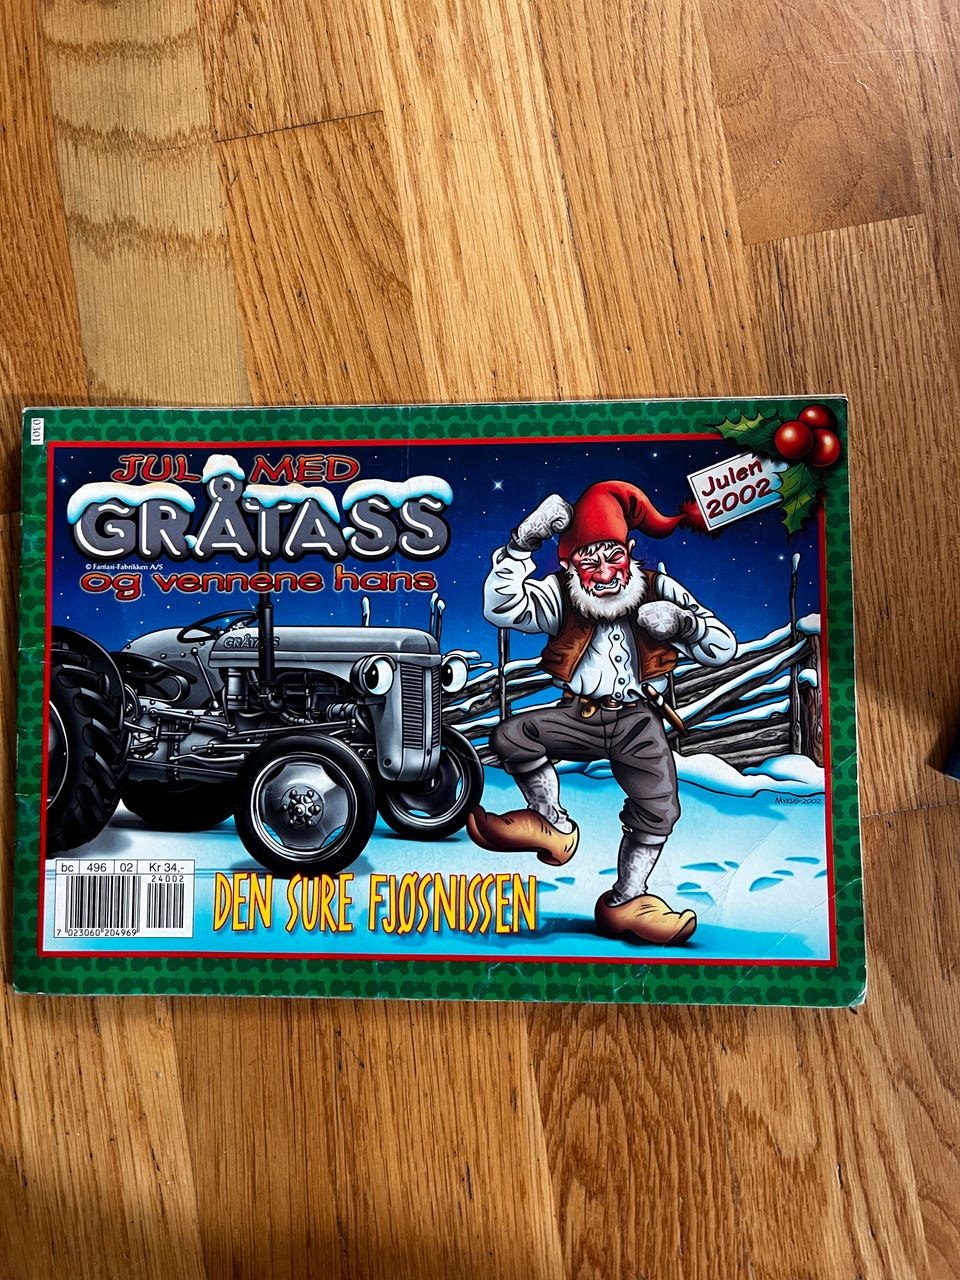 0301
JUL MED
GRÅTASS
© Fantasi-Fabrikken A/S
og vennene hans
Julen
2002
GRÅTASS
MYKLE-2002
bc 496 02 Kr 34,-
24002
7 023060 204969
DEN SURE FJØSNISSEN